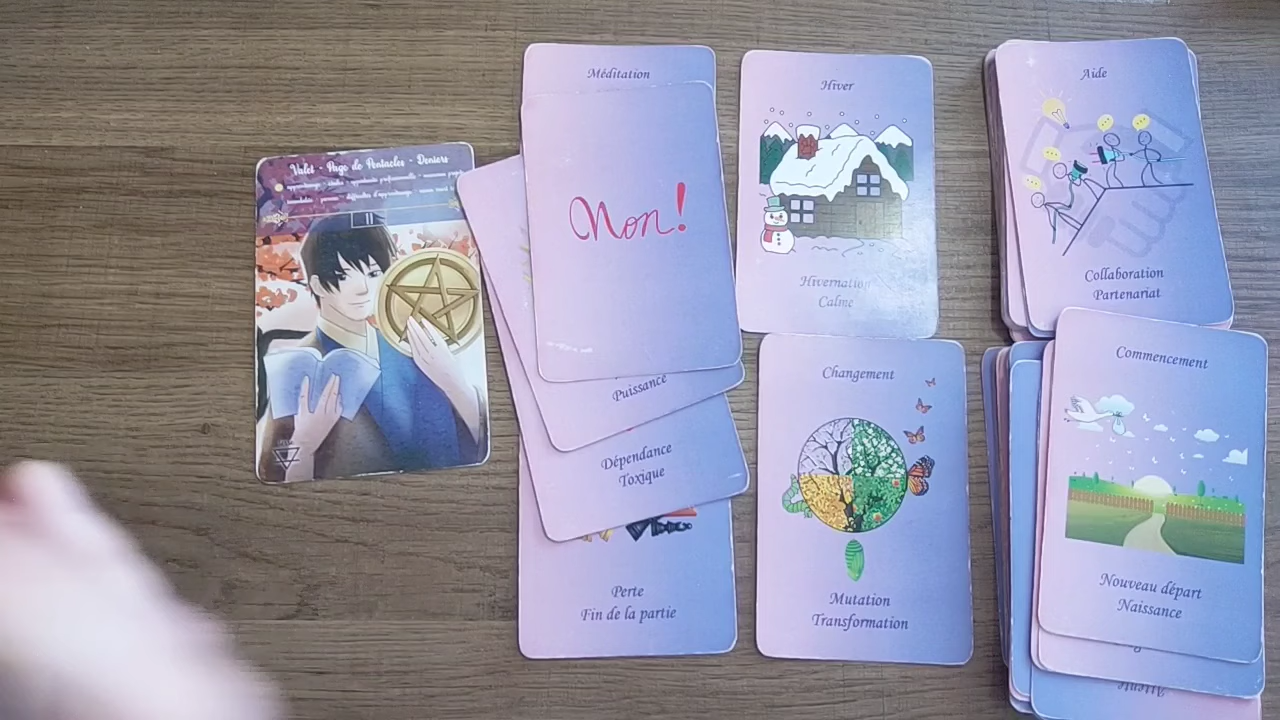 Valet - Page de Pentacles - Deniers
Méditation
Non!
Puissance
Dépendance
Toxique
Perte
Fin de la partie
Hiver
Hivernation
Calme
Changement
Mutation
Transformation
Aide
Collaboration
Partenariat
Commencement
Nouveau départ
Naissance
Attente